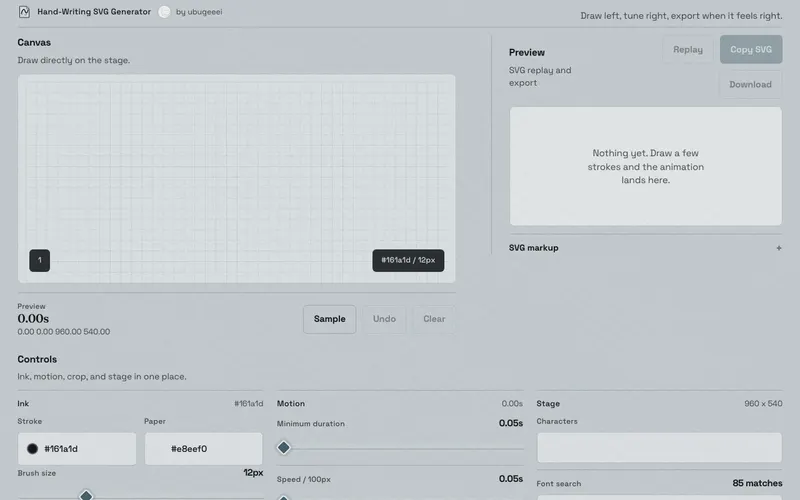 Hand-Writing SVG Generator
by ubugeeei
Draw left, tune right, export when it feels right.
Canvas
Draw directly on the stage.
1
#161a1d / 12px
Preview
SVG replay and
export
Replay
Copy SVG
Download
Nothing yet. Draw a few
strokes and the animation
lands here.
SVG markup
+
Preview
0.00s
0.00 0.00 960.00 540.00
Sample
Undo
Clear
Controls
Ink, motion, crop, and stage in one place.
Ink
#161a1d
Stroke
Paper
#161a1d
#e8eef0
Brush size
12px
Motion
0.00s
Minimum duration
0.05s
Speed / 100px
0.05s
Stage
960 x 540
Characters
Font search
85 matches